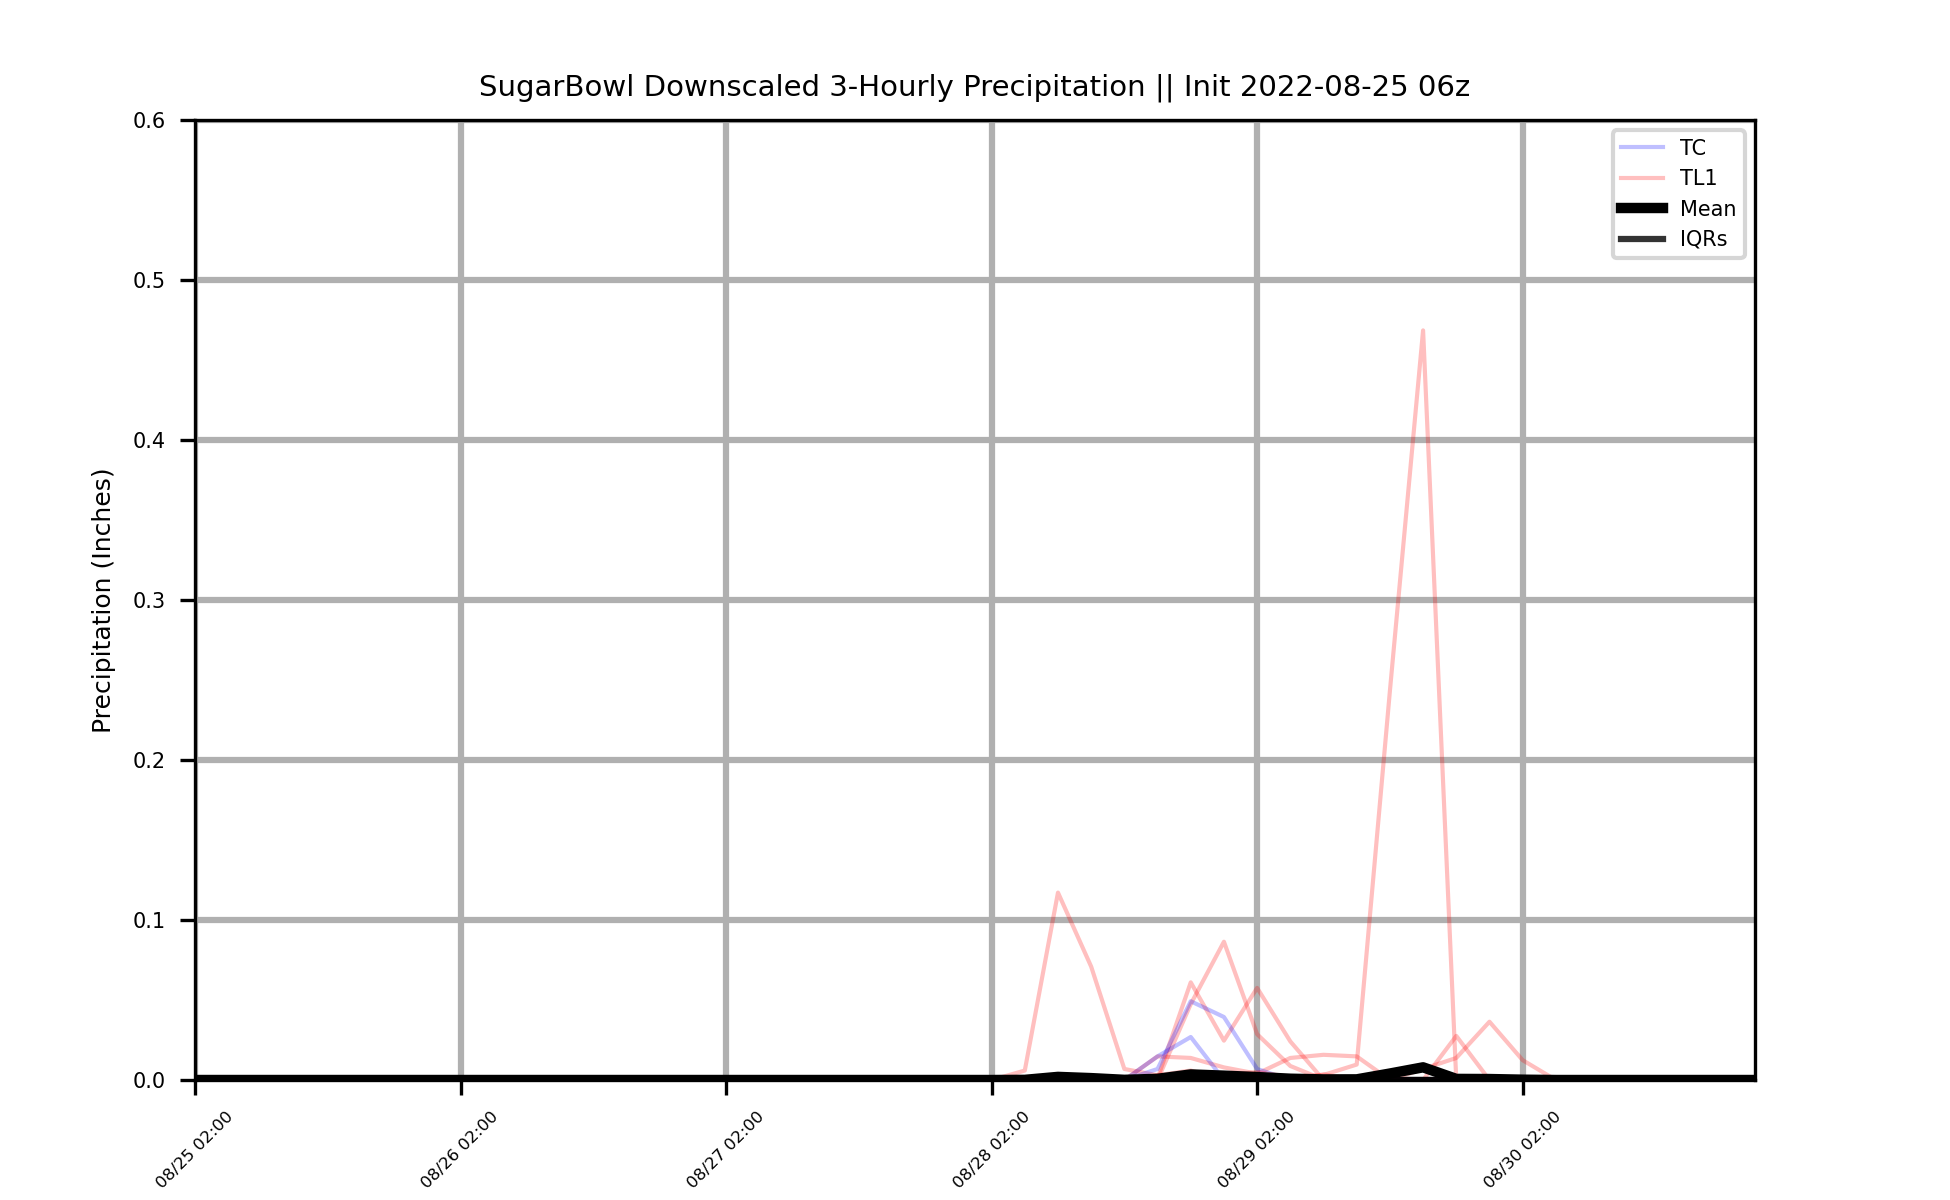 SugarBowl Downscaled 3-Hourly Precipitation || Init 2022-08-25 06z
0.6
0.5
0.4
0.3
0.2
0.1
0.0
Precipitation (Inches)
TC
TL1
Mean
IQRs
08/25 02:00
08/26 02:00
08/27 02:00
08/28 02:00
08/29 02:00
08/30 02:00